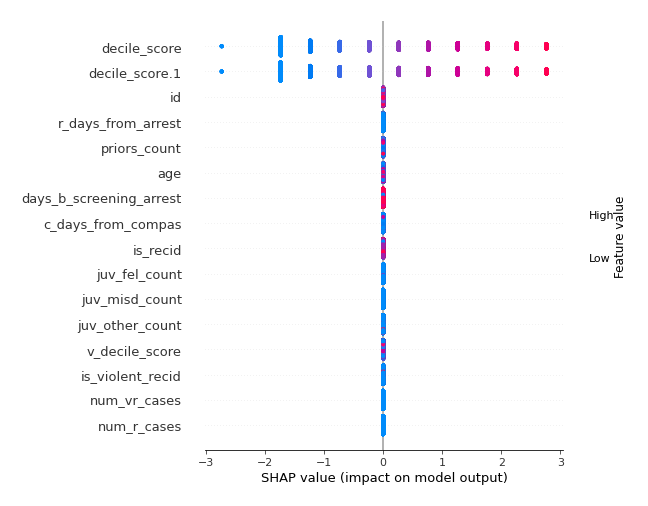 decile_score
decile_score.1
id
r_days_from_arrest
priors_count
age
days_b_screening_arrest
c_days_from_compas
is_recid
juv_fel_count
juv_misd_count
juv_other_count
v_decile_score
is_violent_recid
num_vr_cases
num_r_cases
High
Low
Feature value
−3 −2 −1 0 1 2 3
SHAP value (impact on model output)